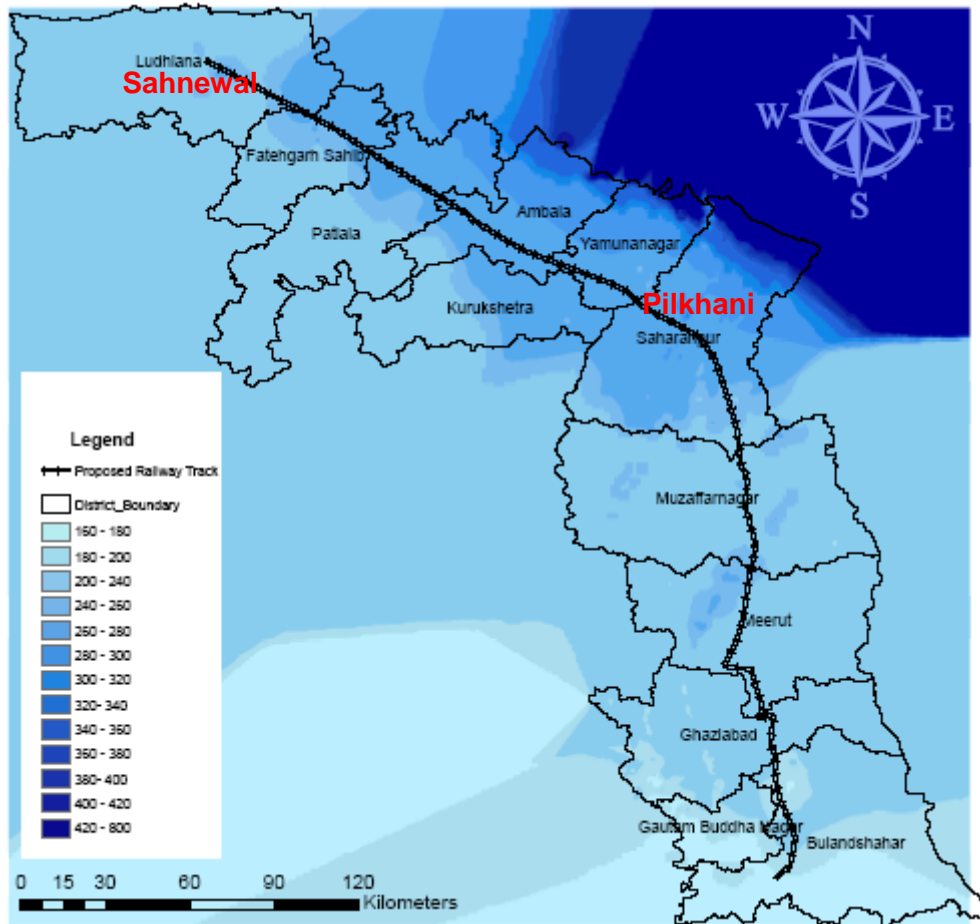 N
W E
S
Ludhiana
Sahnewal
Fatehgarh Sahib
Ambala
Patiala
Yamunanagar
Kurukshetra
Pilkhani
Saharanpur
Muzaffarnagar
Meerut
Ghaziabad
Gautam Buddha Nagar
Bulandshahar
Legend
Proposed Railway Track
District_Boundary
160 - 180
180 - 200
200 - 240
240 - 260
260 - 280
280 - 300
300 - 320
320- 340
340 - 360
360 - 380
380- 400
400 - 420
420 - 800
0 15 30 60 90 120
Kilometers